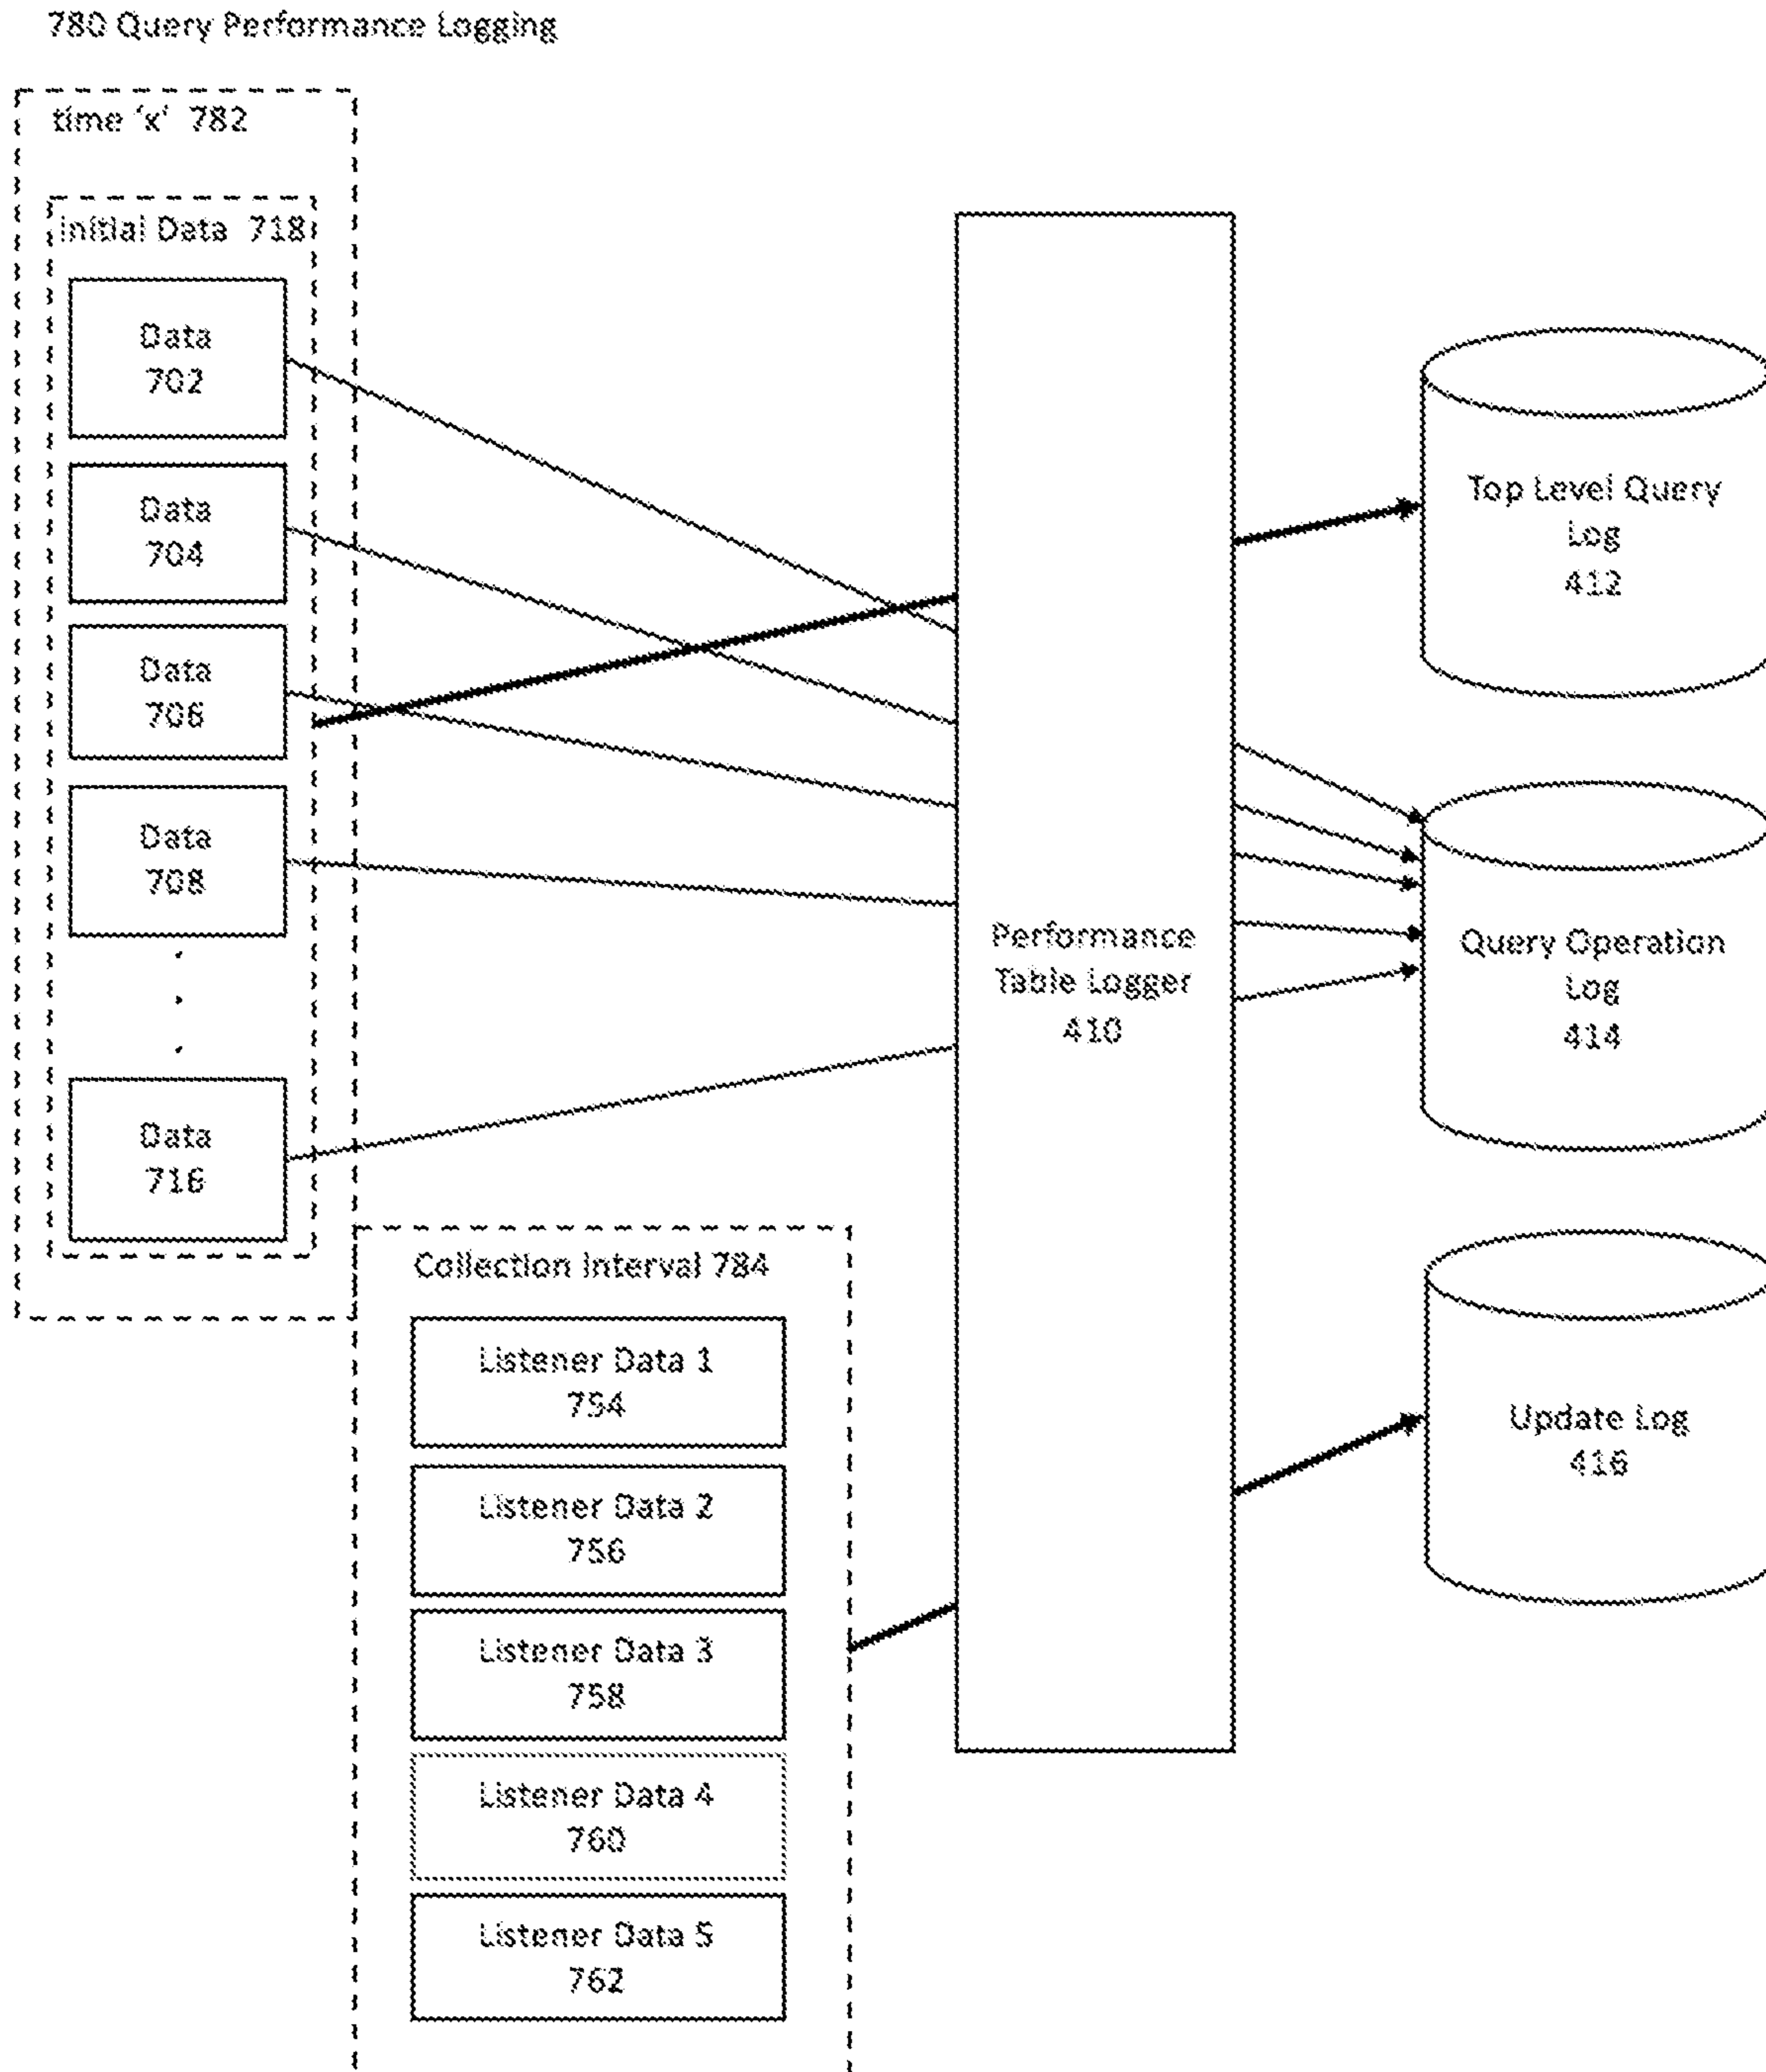 780 Query Performance Logging
time 'x' 782
Initial Data 718
Data
702
Data
704
Data
706
Data
708
Data
716
Collection Interval 784
Listener Data 1
754
Listener Data 2
756
Listener Data 3
758
Listener Data 4
760
Listener Data 5
762
Performance
Table Logger
410
Top Level Query
Log
412
Query Operation
Log
414
Update Log
416